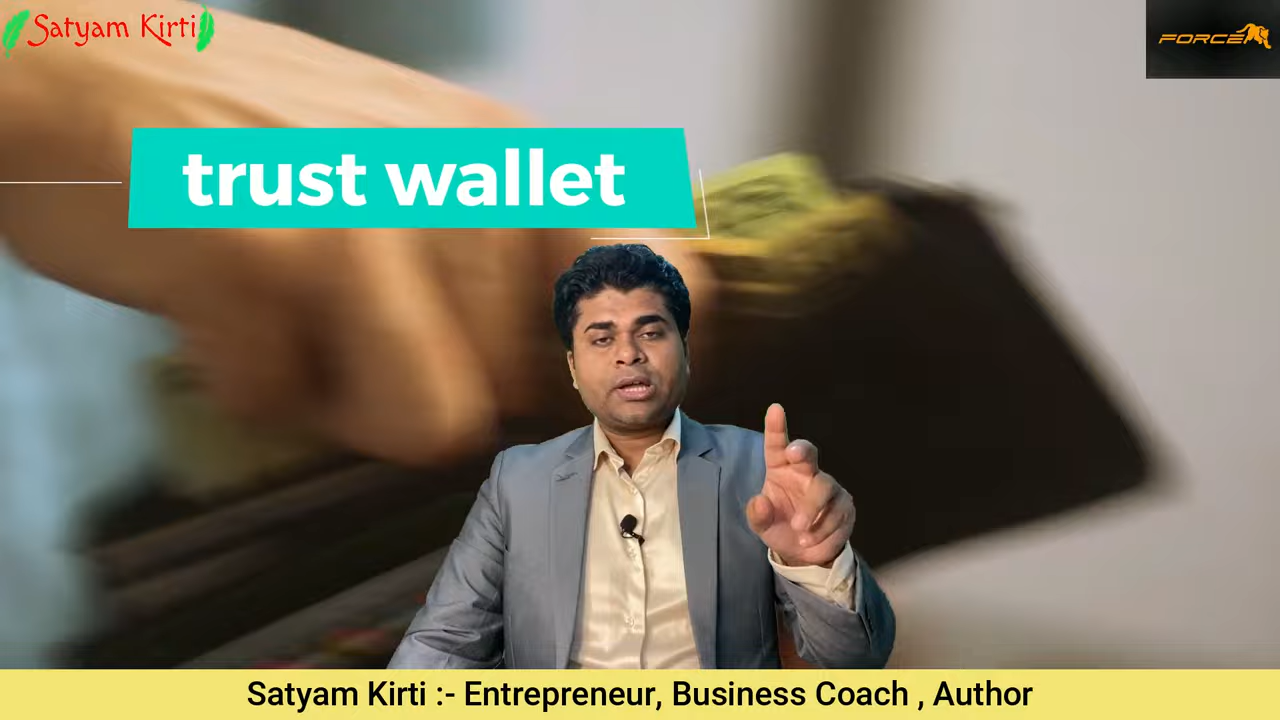 Satyam Kirti
FORCE
trust wallet
Satyam Kirti :- Entrepreneur, Business Coach , Author